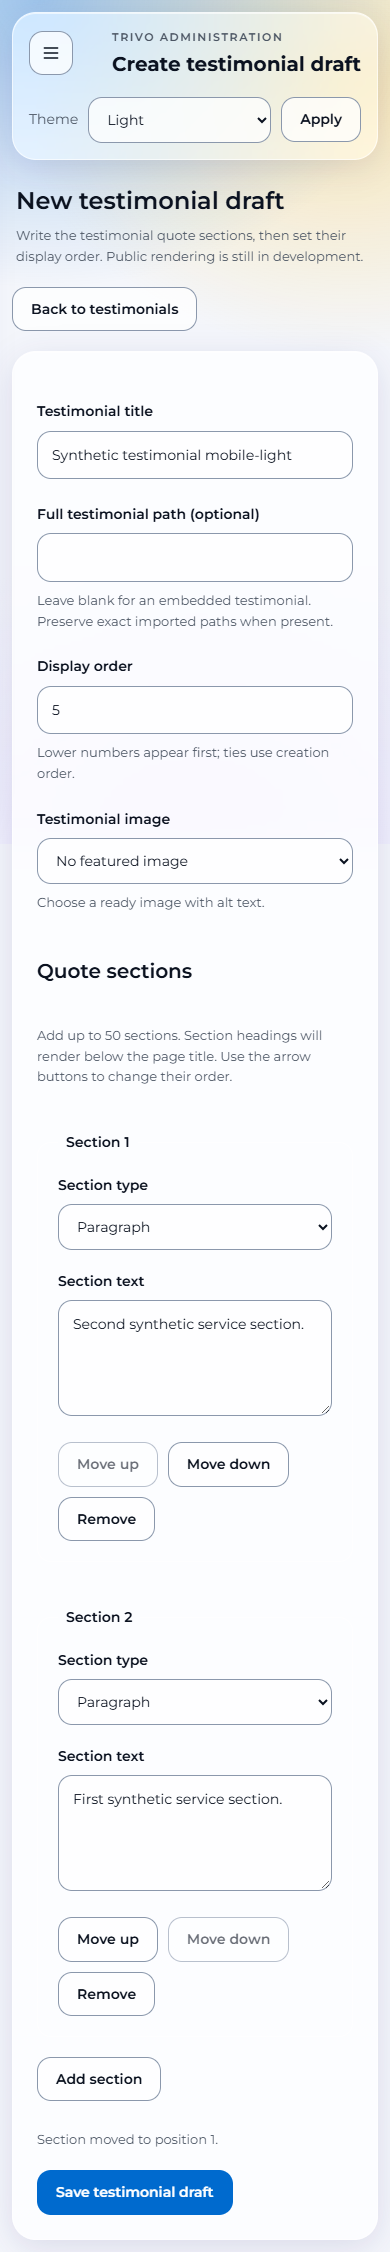 TRIVO ADMINISTRATION
Create testimonial draft
Theme
Light
Apply
New testimonial draft
Write the testimonial quote sections, then set their
display order. Public rendering is still in development.
Back to testimonials
Testimonial title
Synthetic testimonial mobile-light
Full testimonial path (optional)
Leave blank for an embedded testimonial.
Preserve exact imported paths when present.
Display order
5
Lower numbers appear first; ties use creation
order.
Testimonial image
No featured image
Choose a ready image with alt text.
Quote sections
Add up to 50 sections. Section headings will
render below the page title. Use the arrow
buttons to change their order.
Section 1
Section type
Paragraph
Section text
Second synthetic service section.
Move up
Move down
Remove
Section 2
Section type
Paragraph
Section text
First synthetic service section.
Move up
Move down
Remove
Add section
Section moved to position 1.
Save testimonial draft